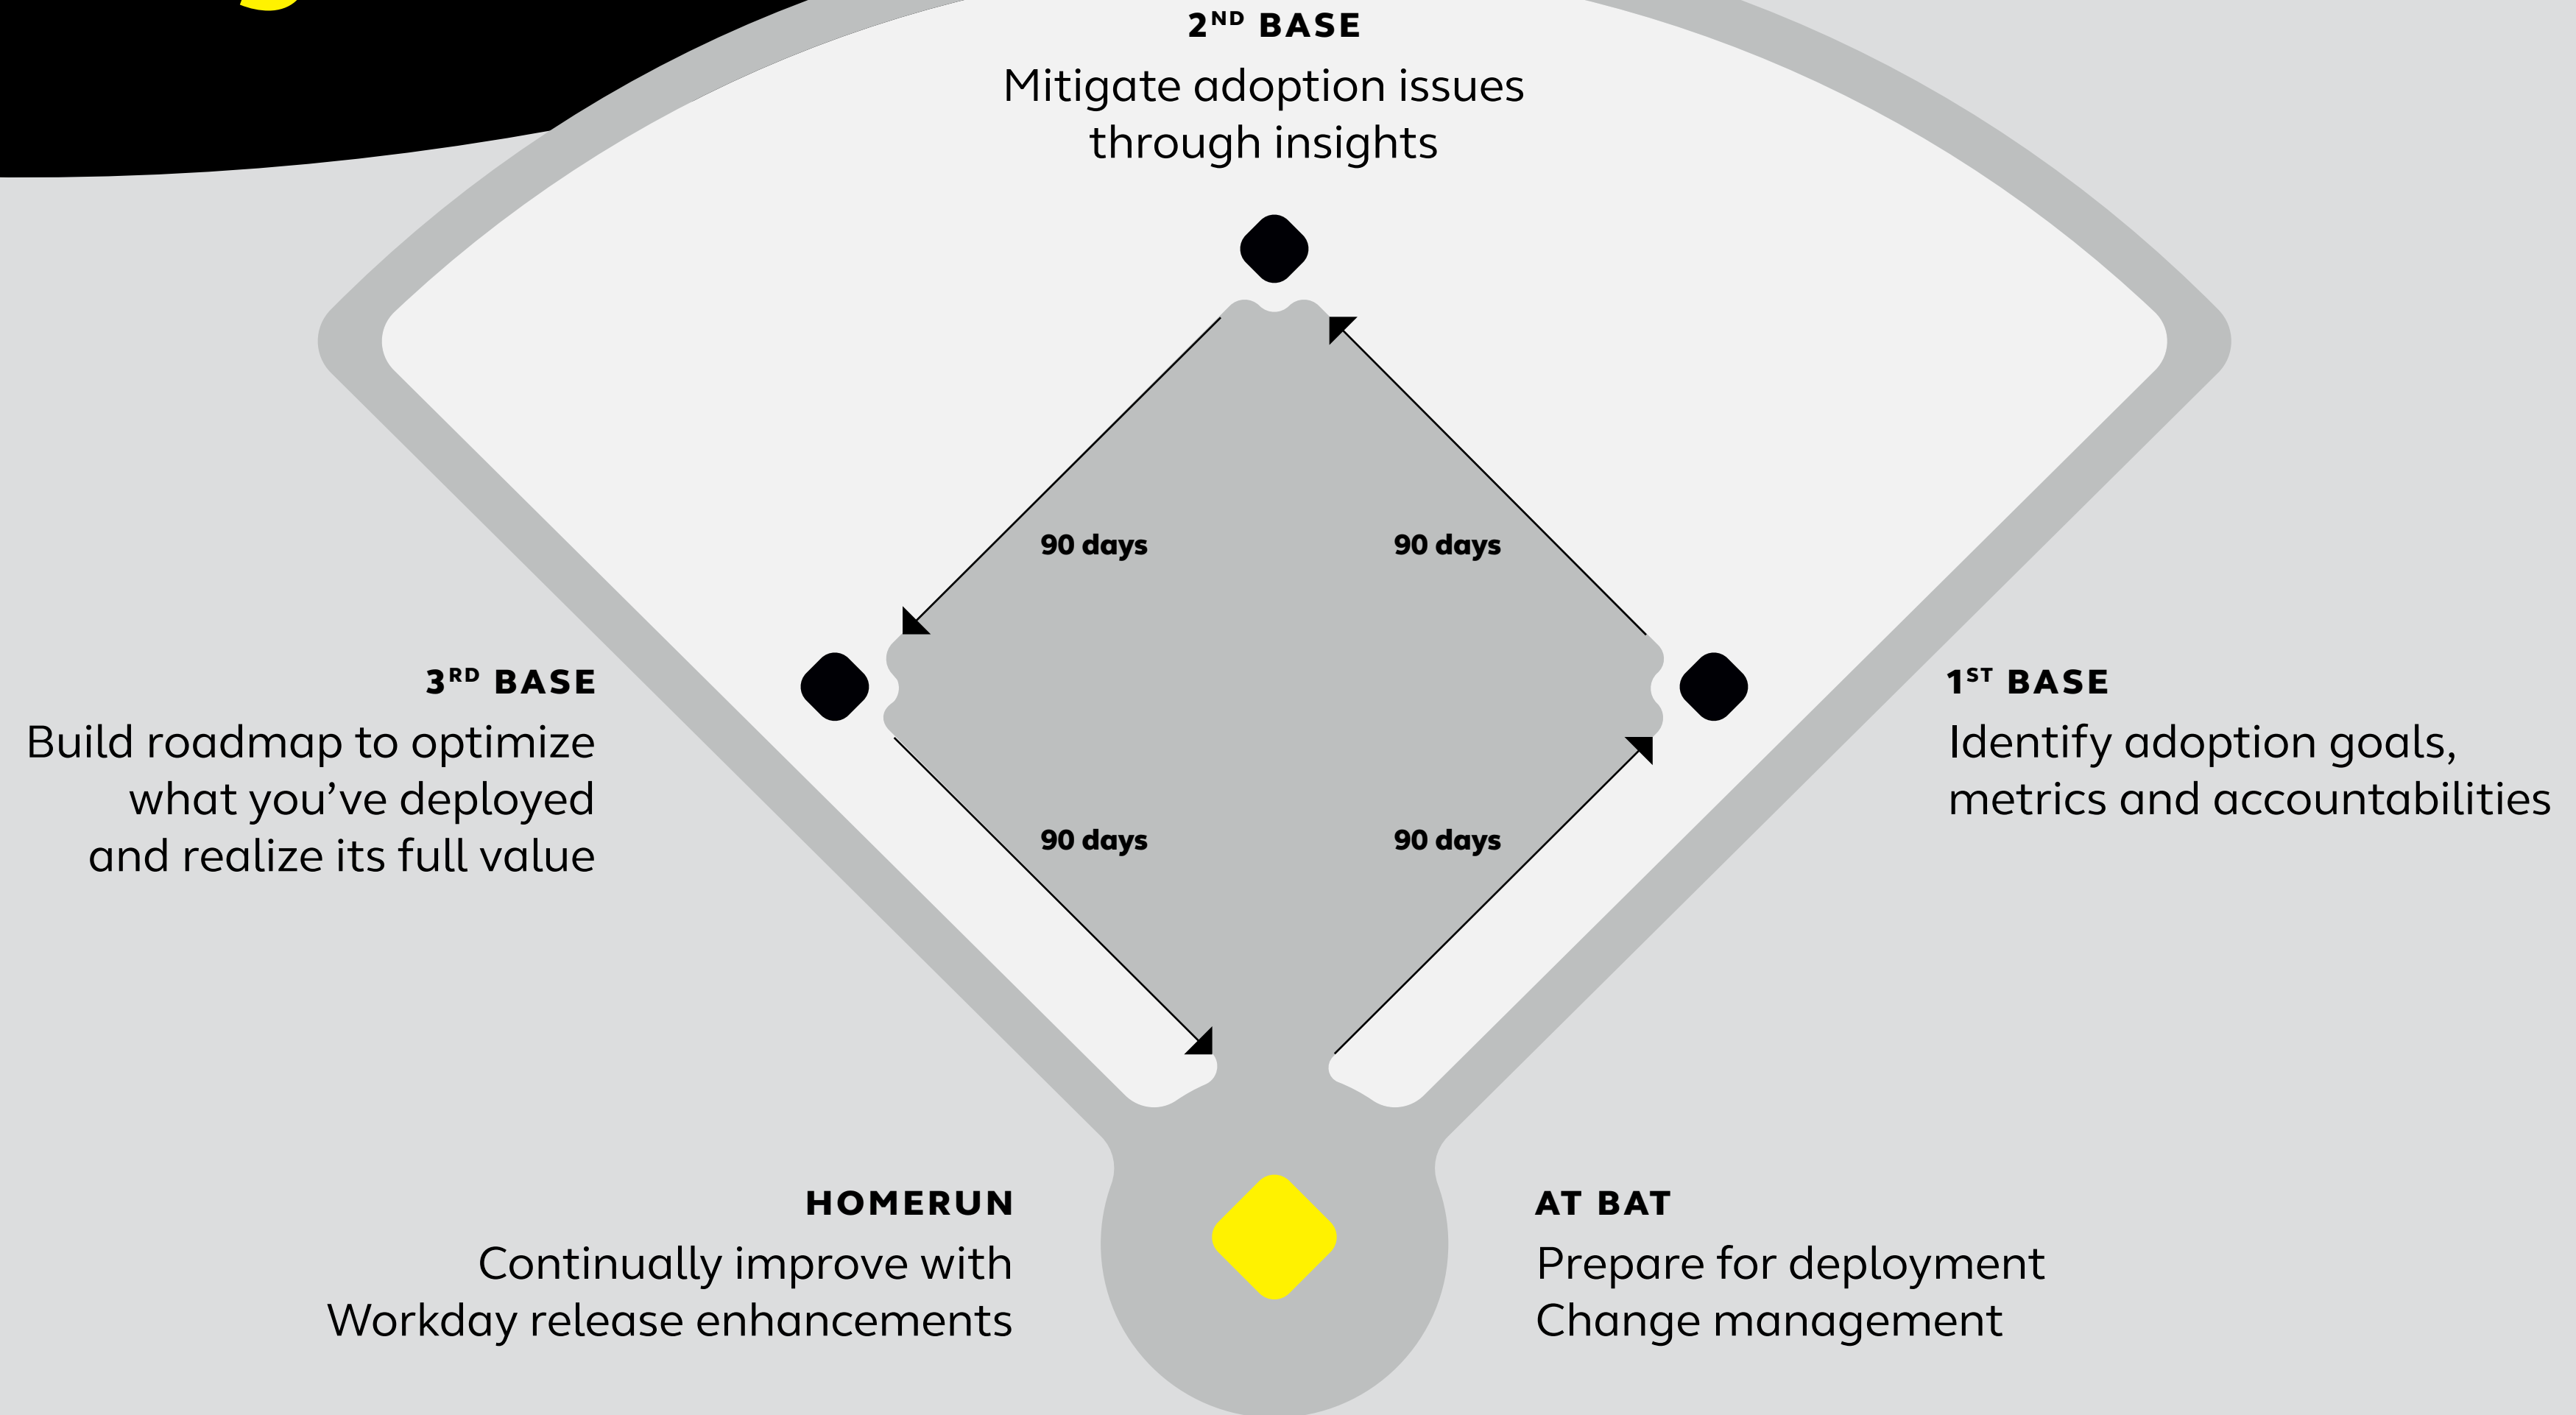 2ND BASE
Mitigate adoption issues
through insights
90 days
90 days
3RD BASE
Build roadmap to optimize
what you’ve deployed
and realize its full value
1ST BASE
Identify adoption goals,
metrics and accountabilities
90 days
90 days
HOMERUN
Continually improve with
Workday release enhancements
AT BAT
Prepare for deployment
Change management